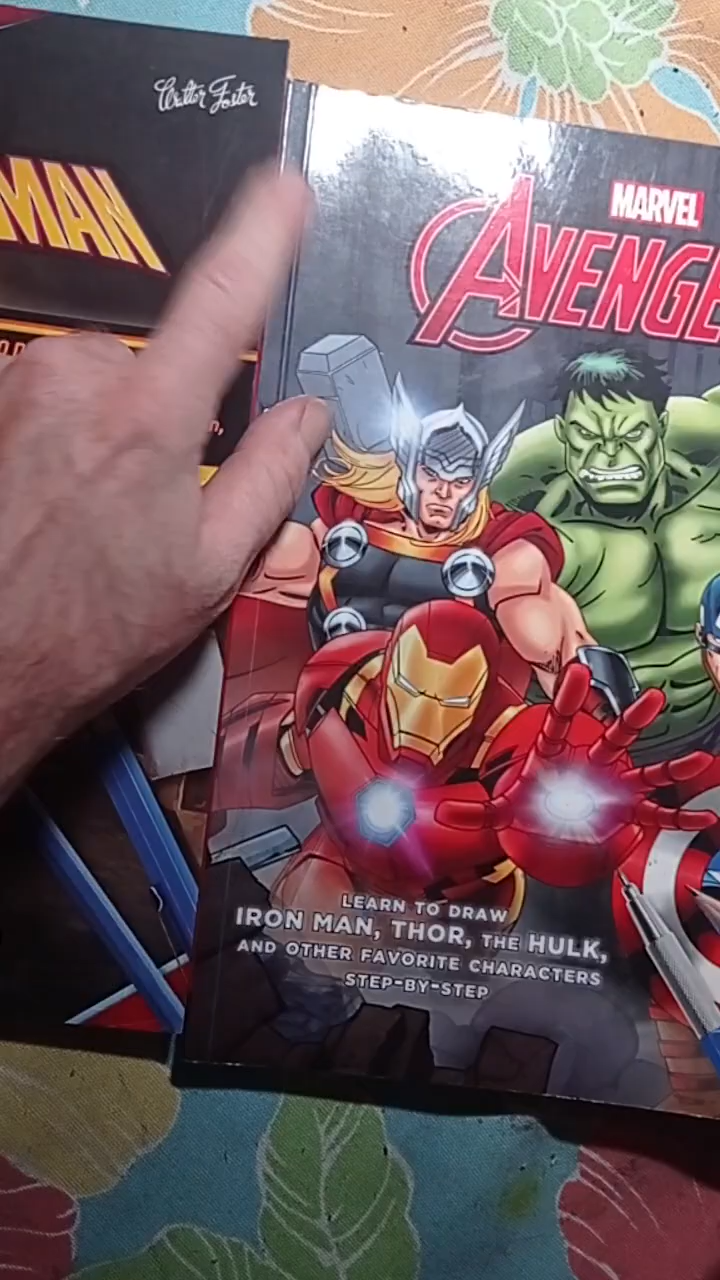 Walter Foster
MAN
MARVEL
AVENGE
LEARN TO DRAW
IRON MAN, THOR, THE HULK,
AND OTHER FAVORITE CHARACTERS
STEP-BY-STEP